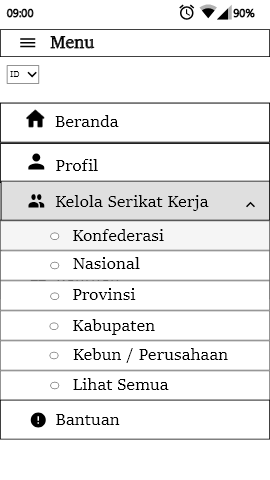 09:00 90%
Menu
ID
Beranda
Profil
Kelola Serikat Kerja
Konfederasi
Nasional
Provinsi
Kabupaten
Kebun / Perusahaan
Lihat Semua
Bantuan